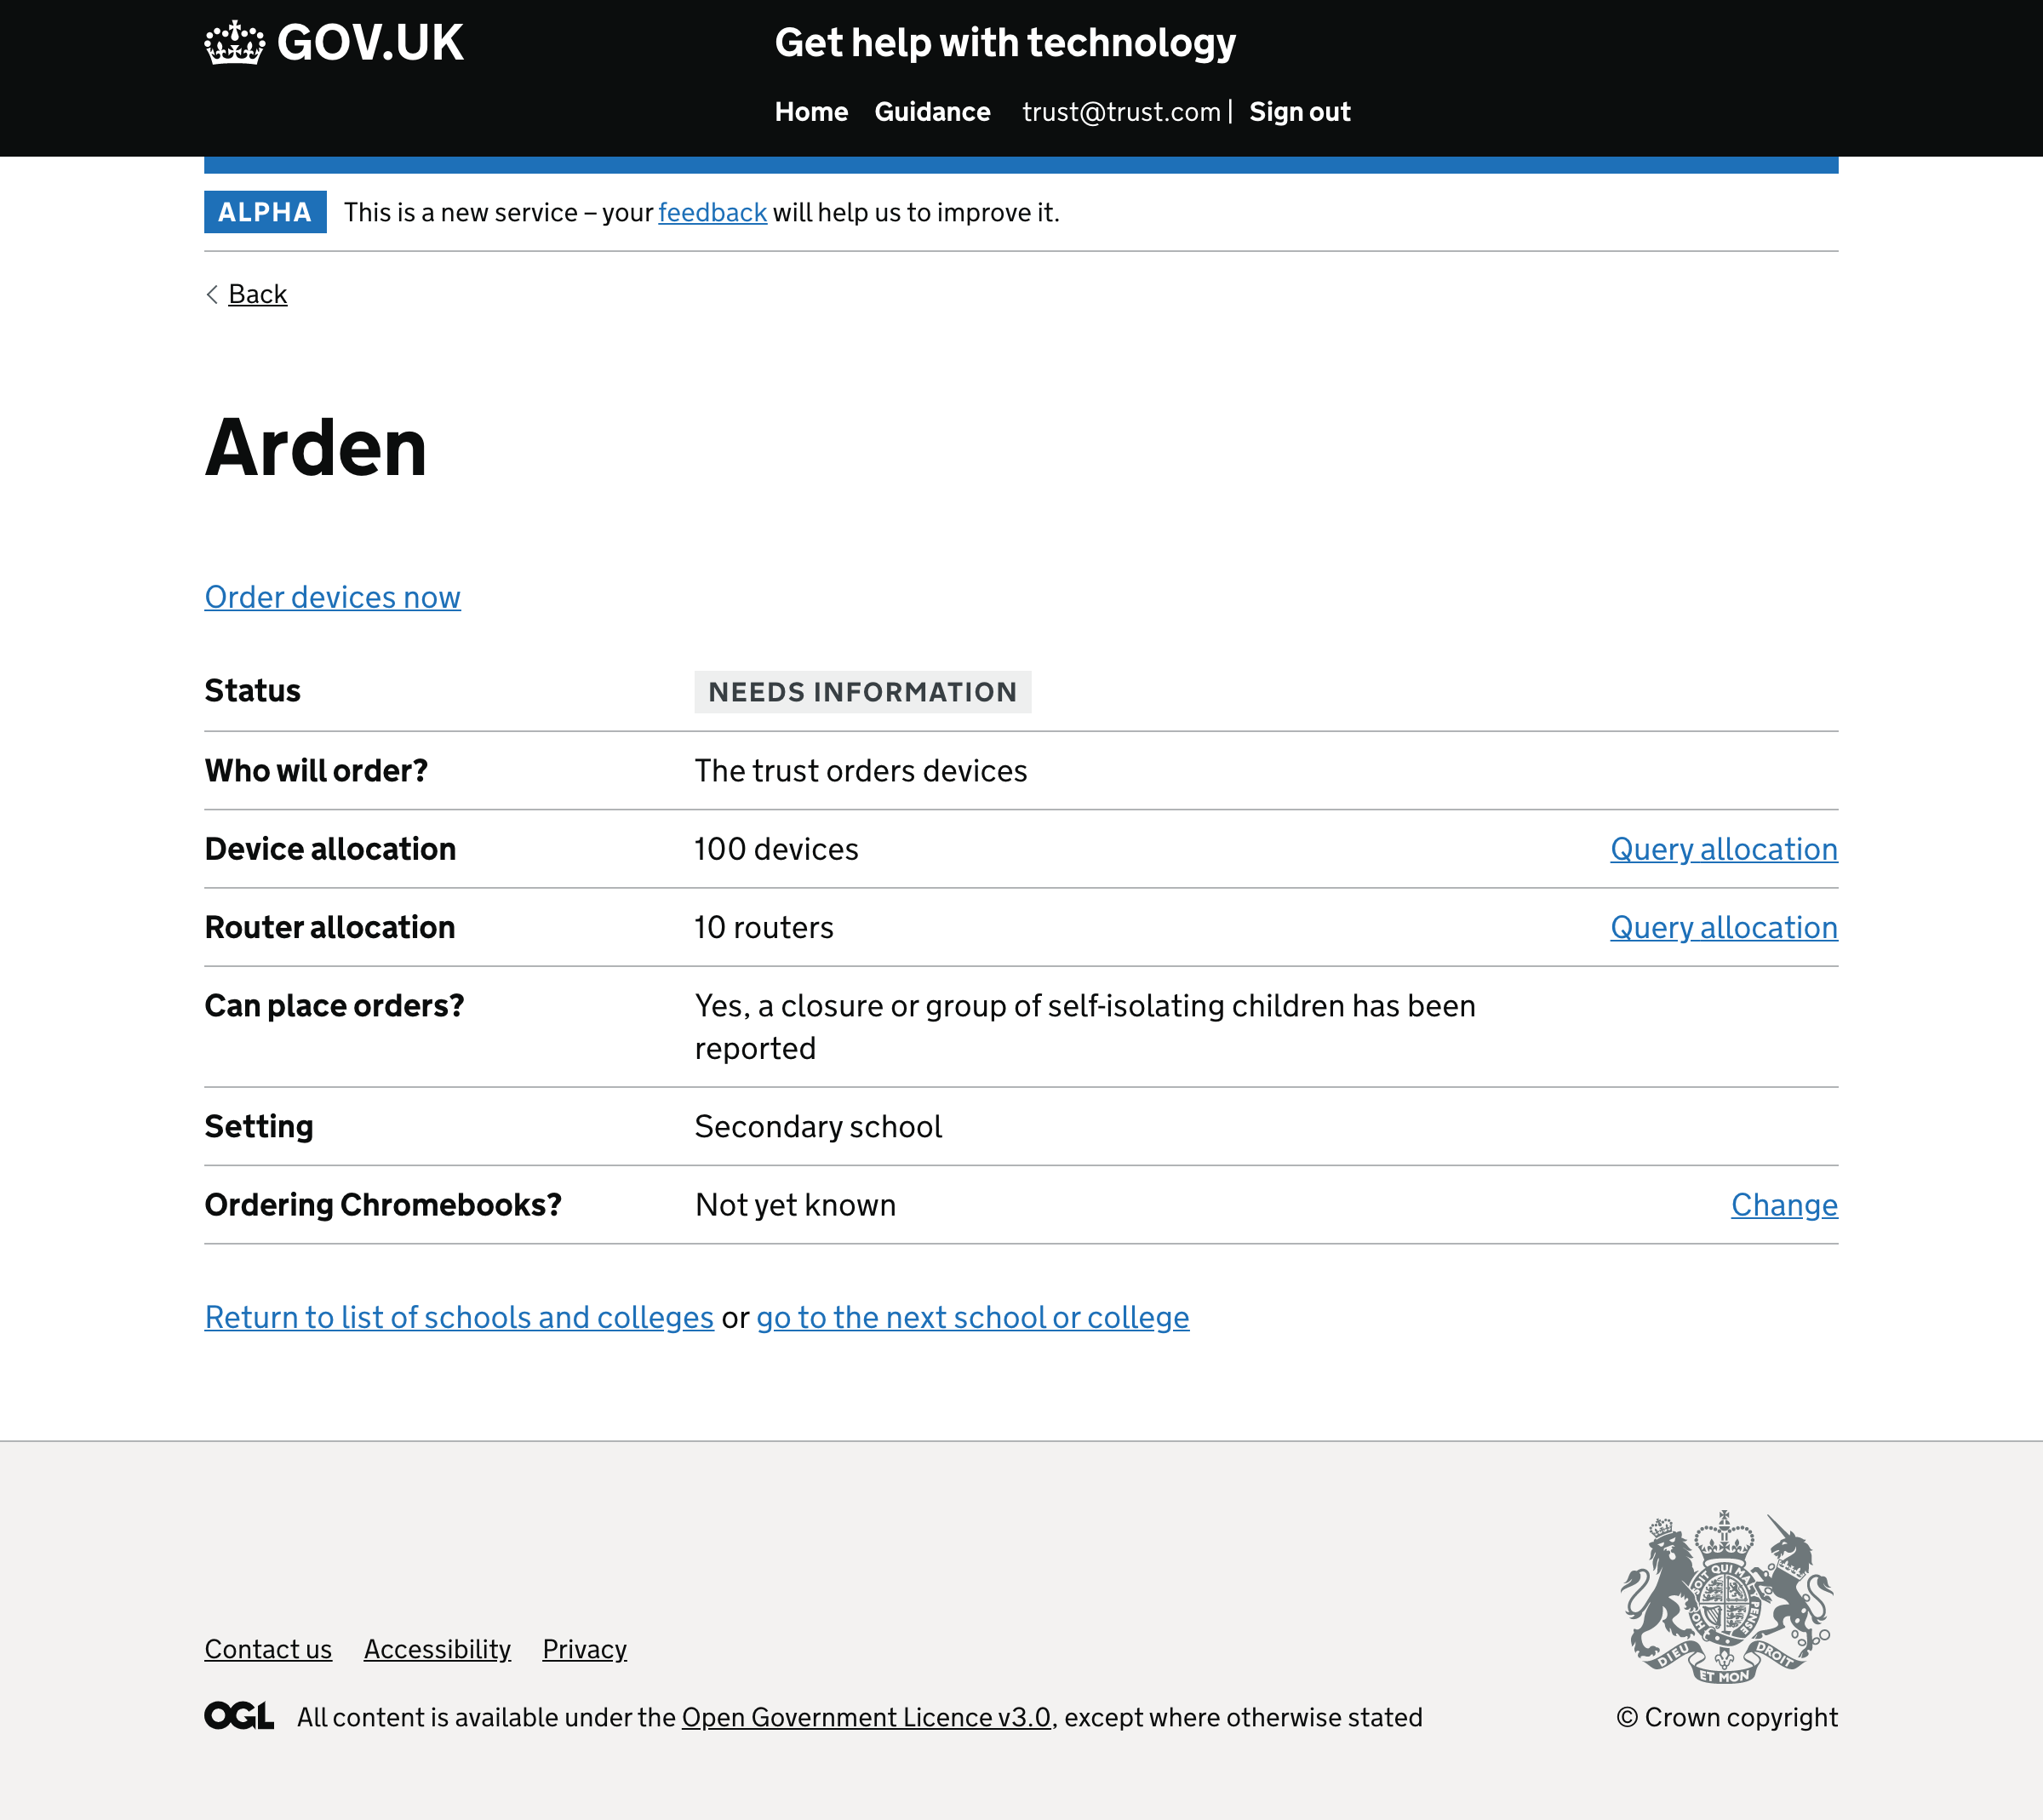 GOV.UK
Get help with technology
Home Guidance trust@trust.com | Sign out
ALPHA This is a new service – your feedback will help us to improve it.
Back
Arden
Order devices now
Status NEEDS INFORMATION
Who will order? The trust orders devices
Device allocation 100 devices Query allocation
Router allocation 10 routers Query allocation
Can place orders? Yes, a closure or group of self-isolating children has been
reported
Setting Secondary school
Ordering Chromebooks? Not yet known Change
Return to list of schools and colleges or go to the next school or college
SOIT QUI MAL Y PENSE
DIEU ET MON DROIT
Contact us Accessibility Privacy
OGL All content is available under the Open Government Licence v3.0, except where otherwise stated
© Crown copyright